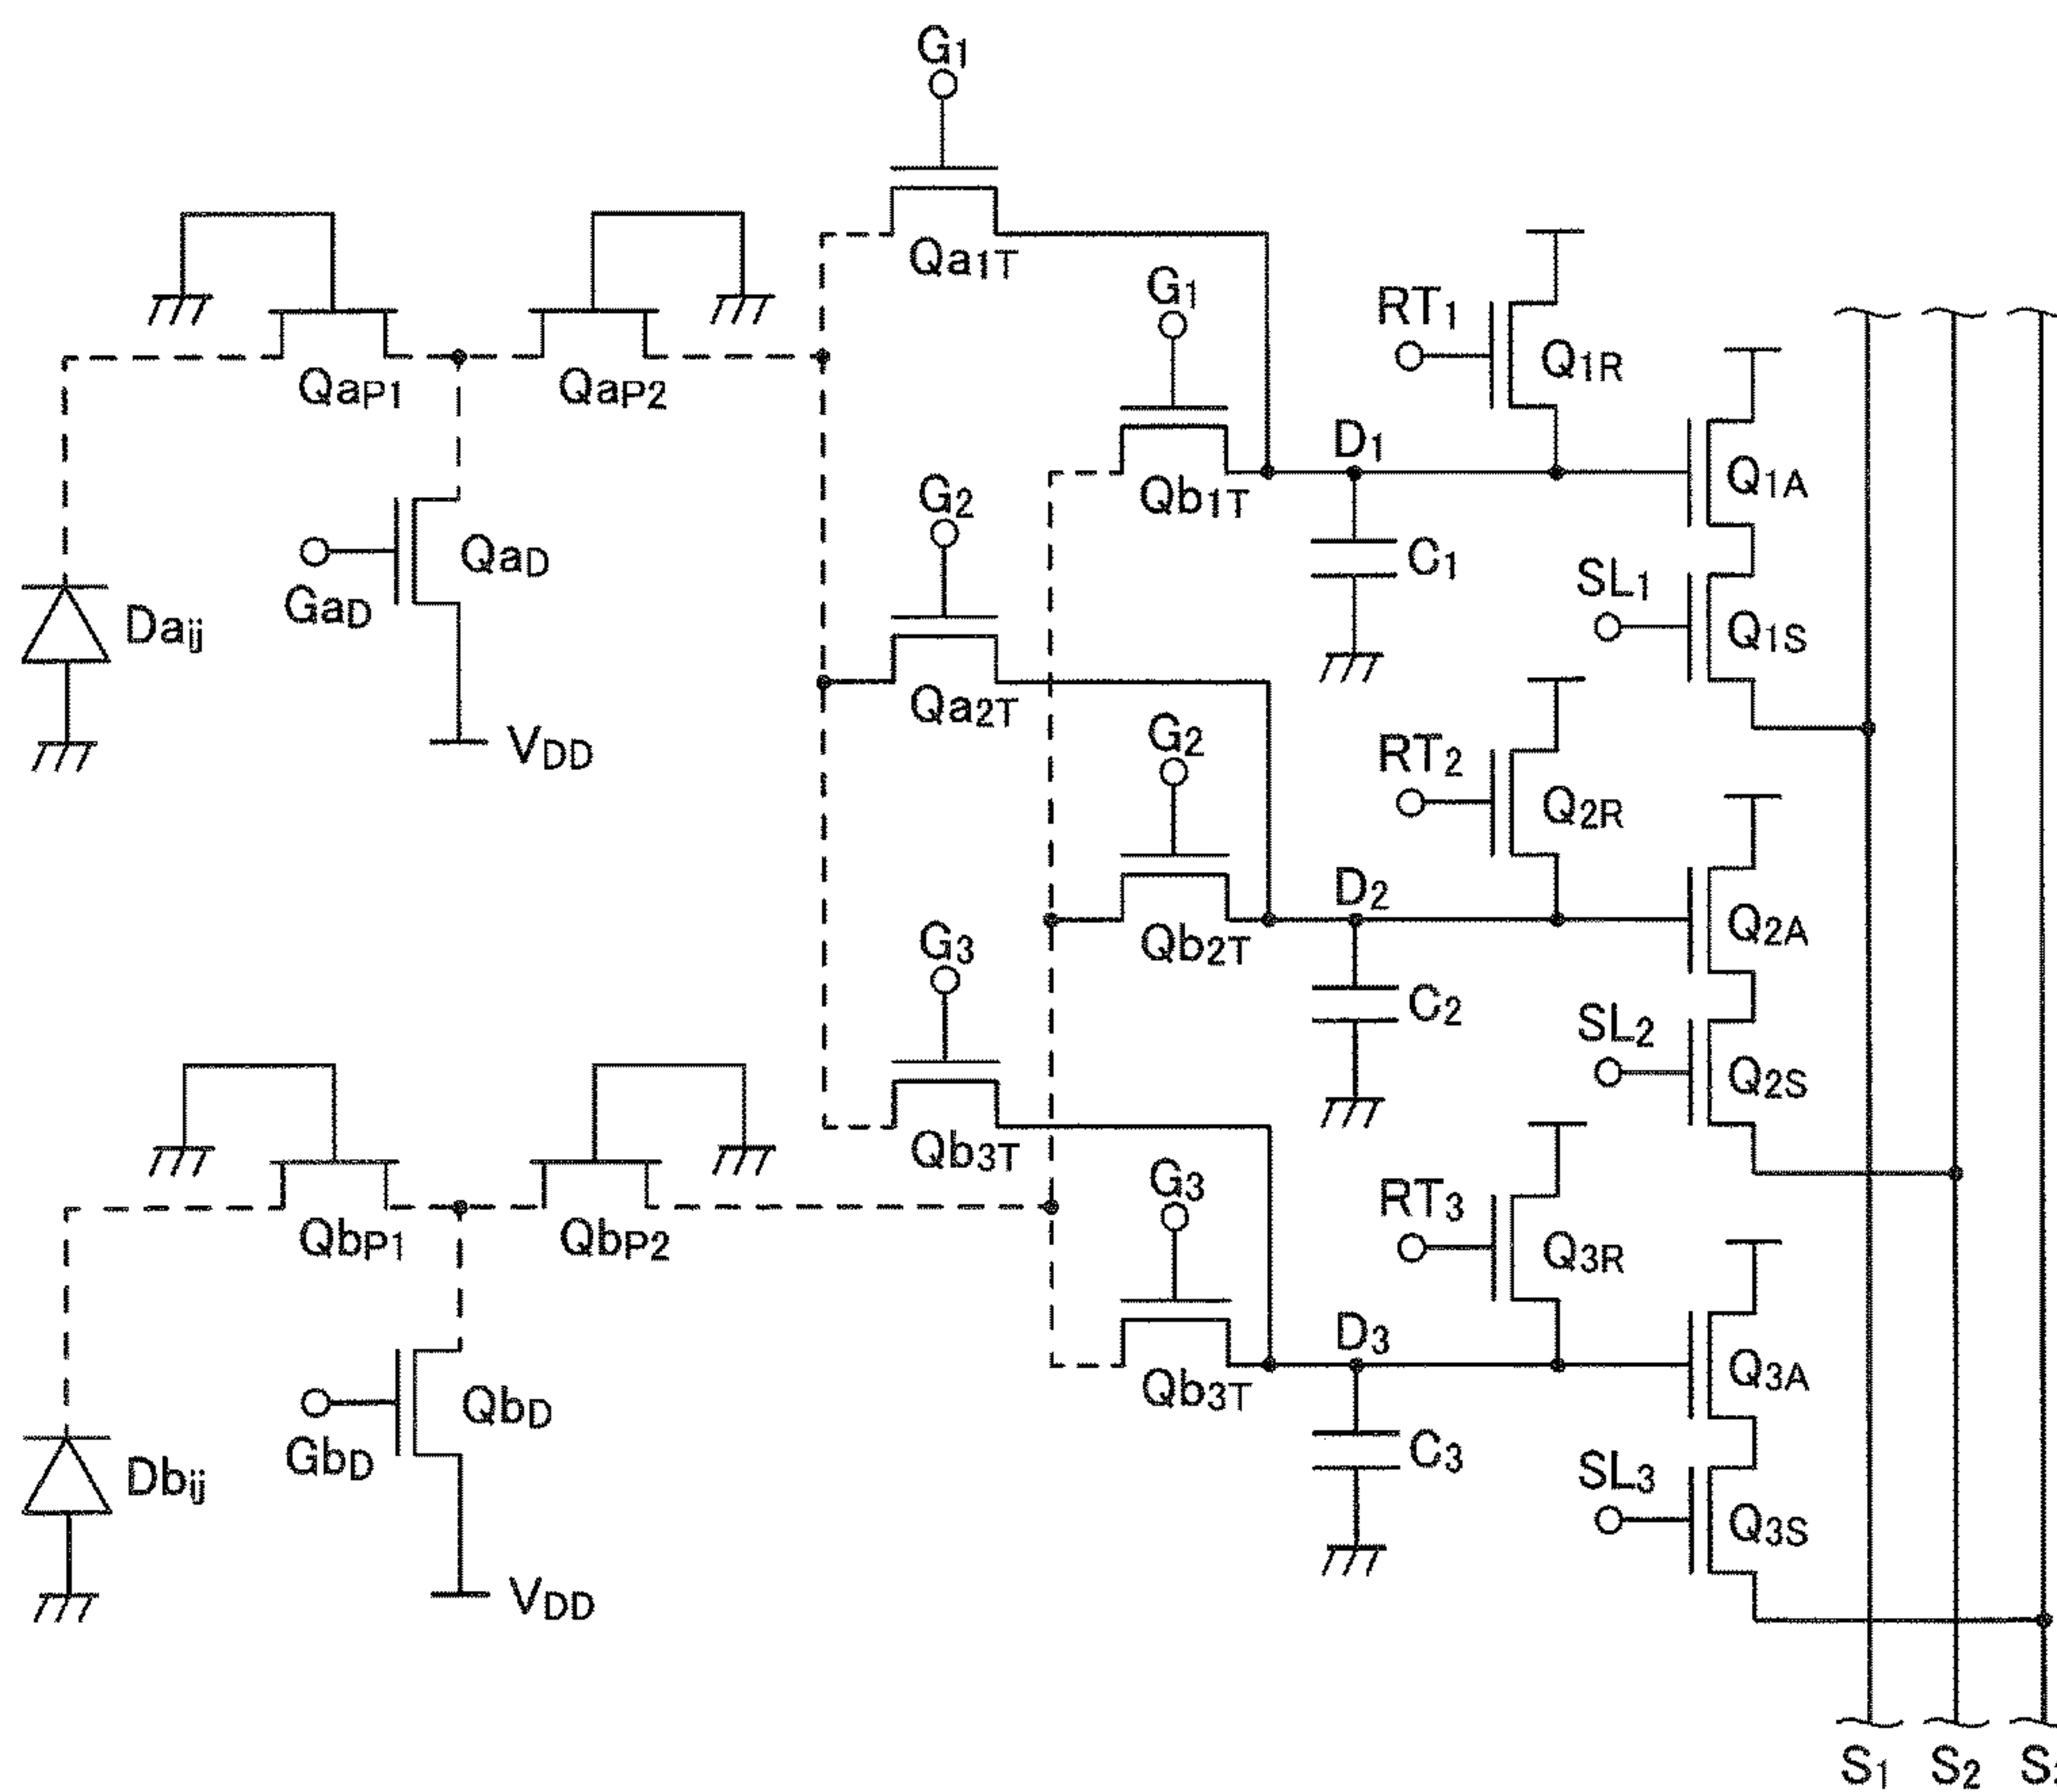 G1
Qa1T
G1
RT1
Q1R
QaP1
QaP2
D1
Q1A
Qb1T
G2
QaD
GaD
C1
SL1
Q1S
Daij
Qa2T
VDD
G2
RT2
Q2R
D2
Q2A
Qb2T
G3
C2
SL2
Q2S
Qb3T
G3
RT3
Q3R
QbP1
QbP2
D3
Q3A
Qb3T
QbD
GbD
C3
SL3
Q3S
Dbij
VDD
S1
S2